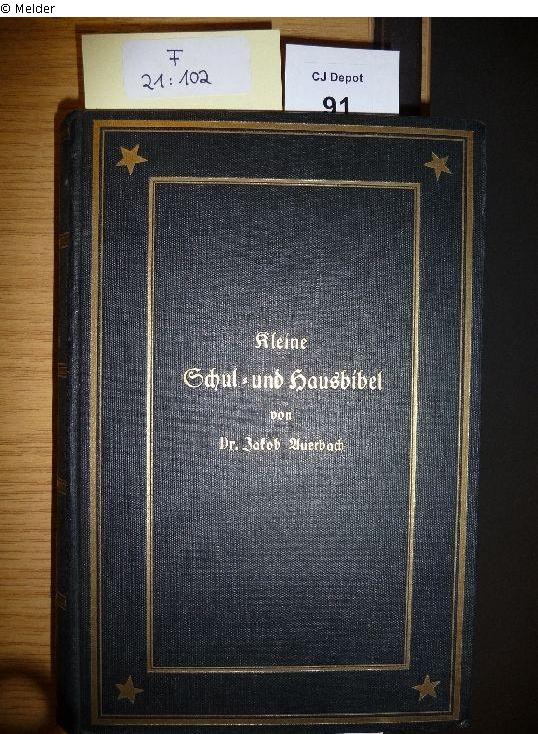 © Melder
F
21:102
CJ Depot
91
Kleine
Schul- und Hausbibel
von
Dr. Jakob Auerbach